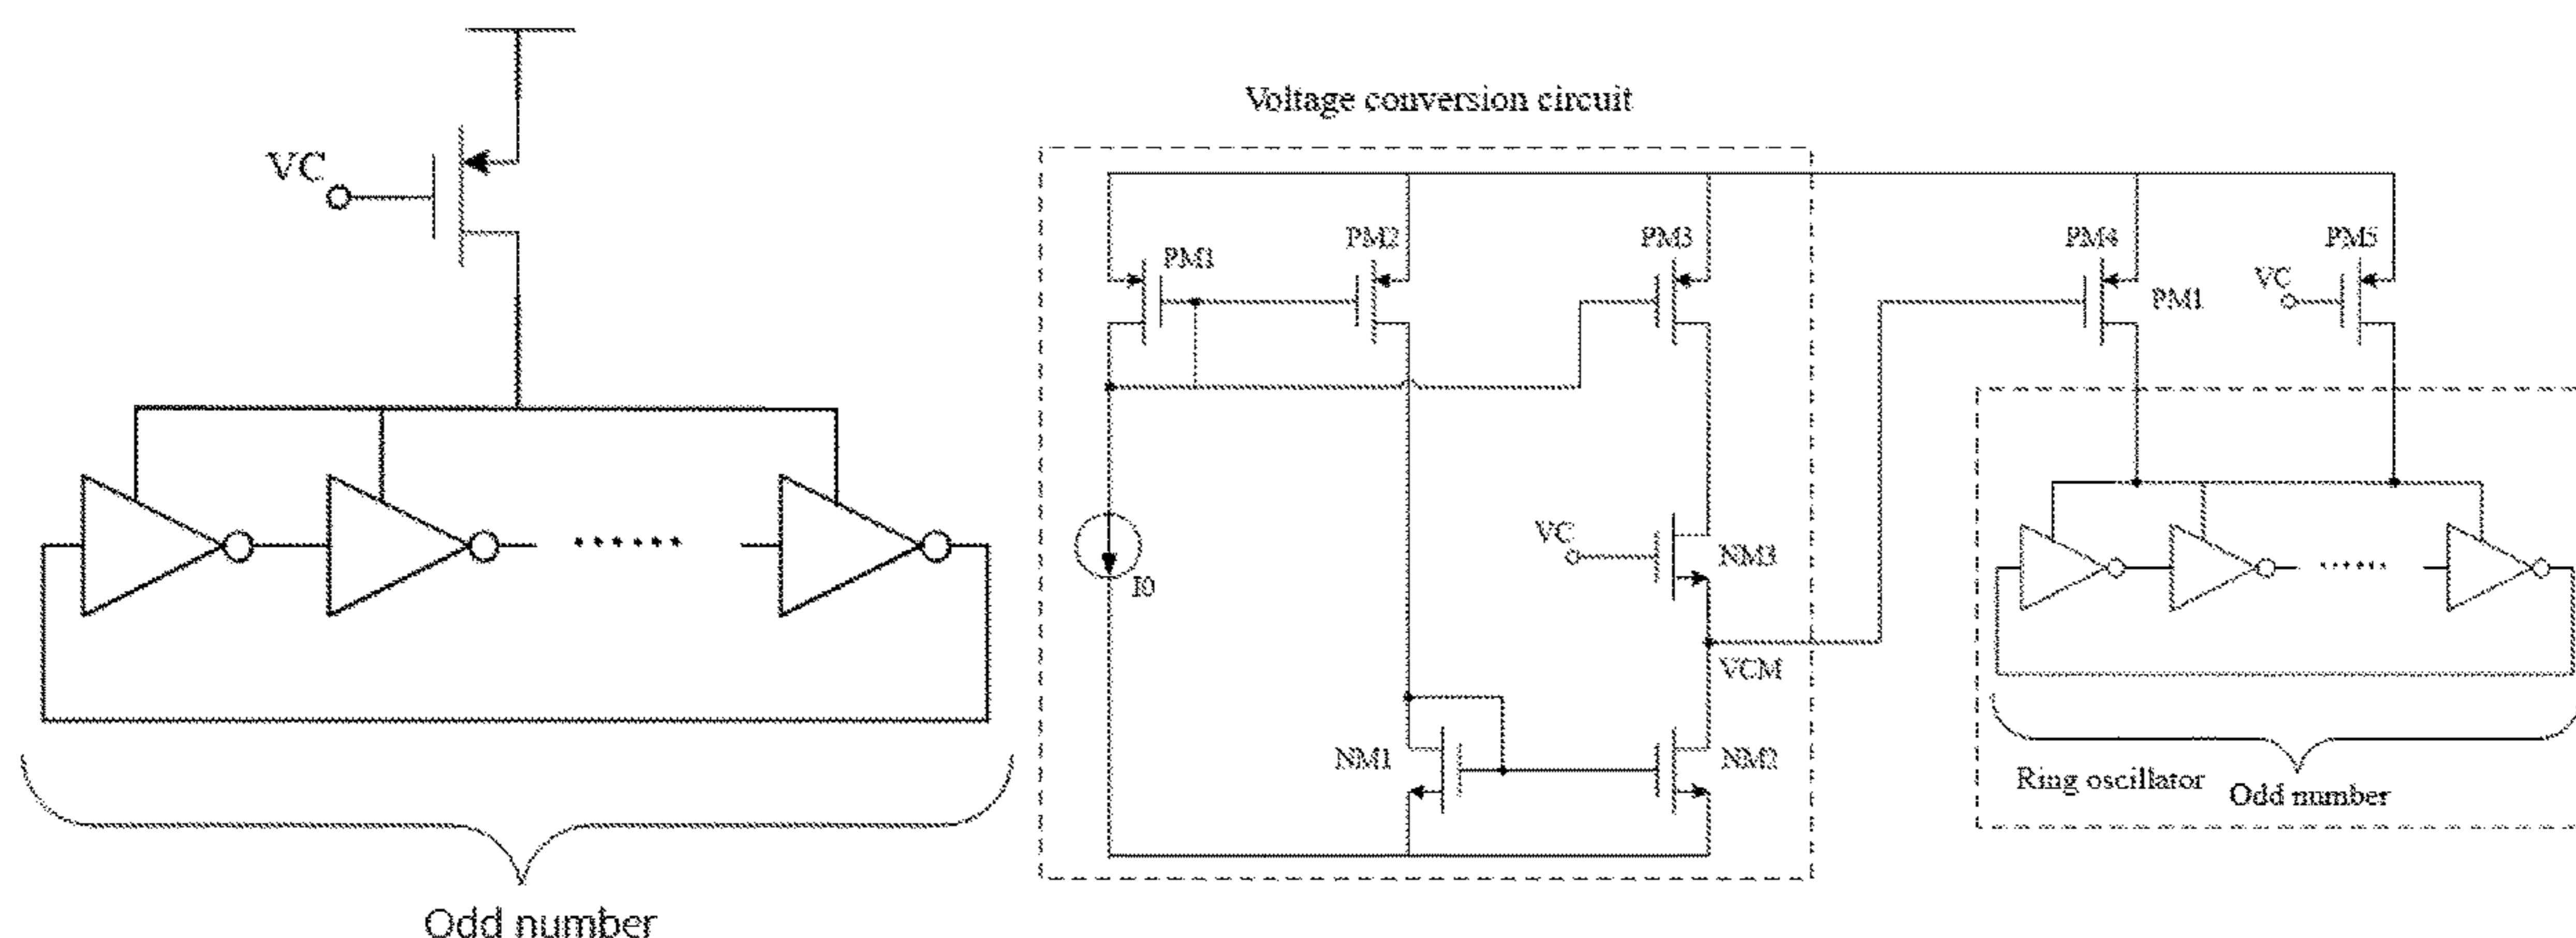 VC
Odd number
Voltage conversion circuit
PM1
PM2
PM3
I0
VC
NM3
VCM
NM1
NM2
PM4
PM1
PM5
VC
Ring oscillator
Odd number